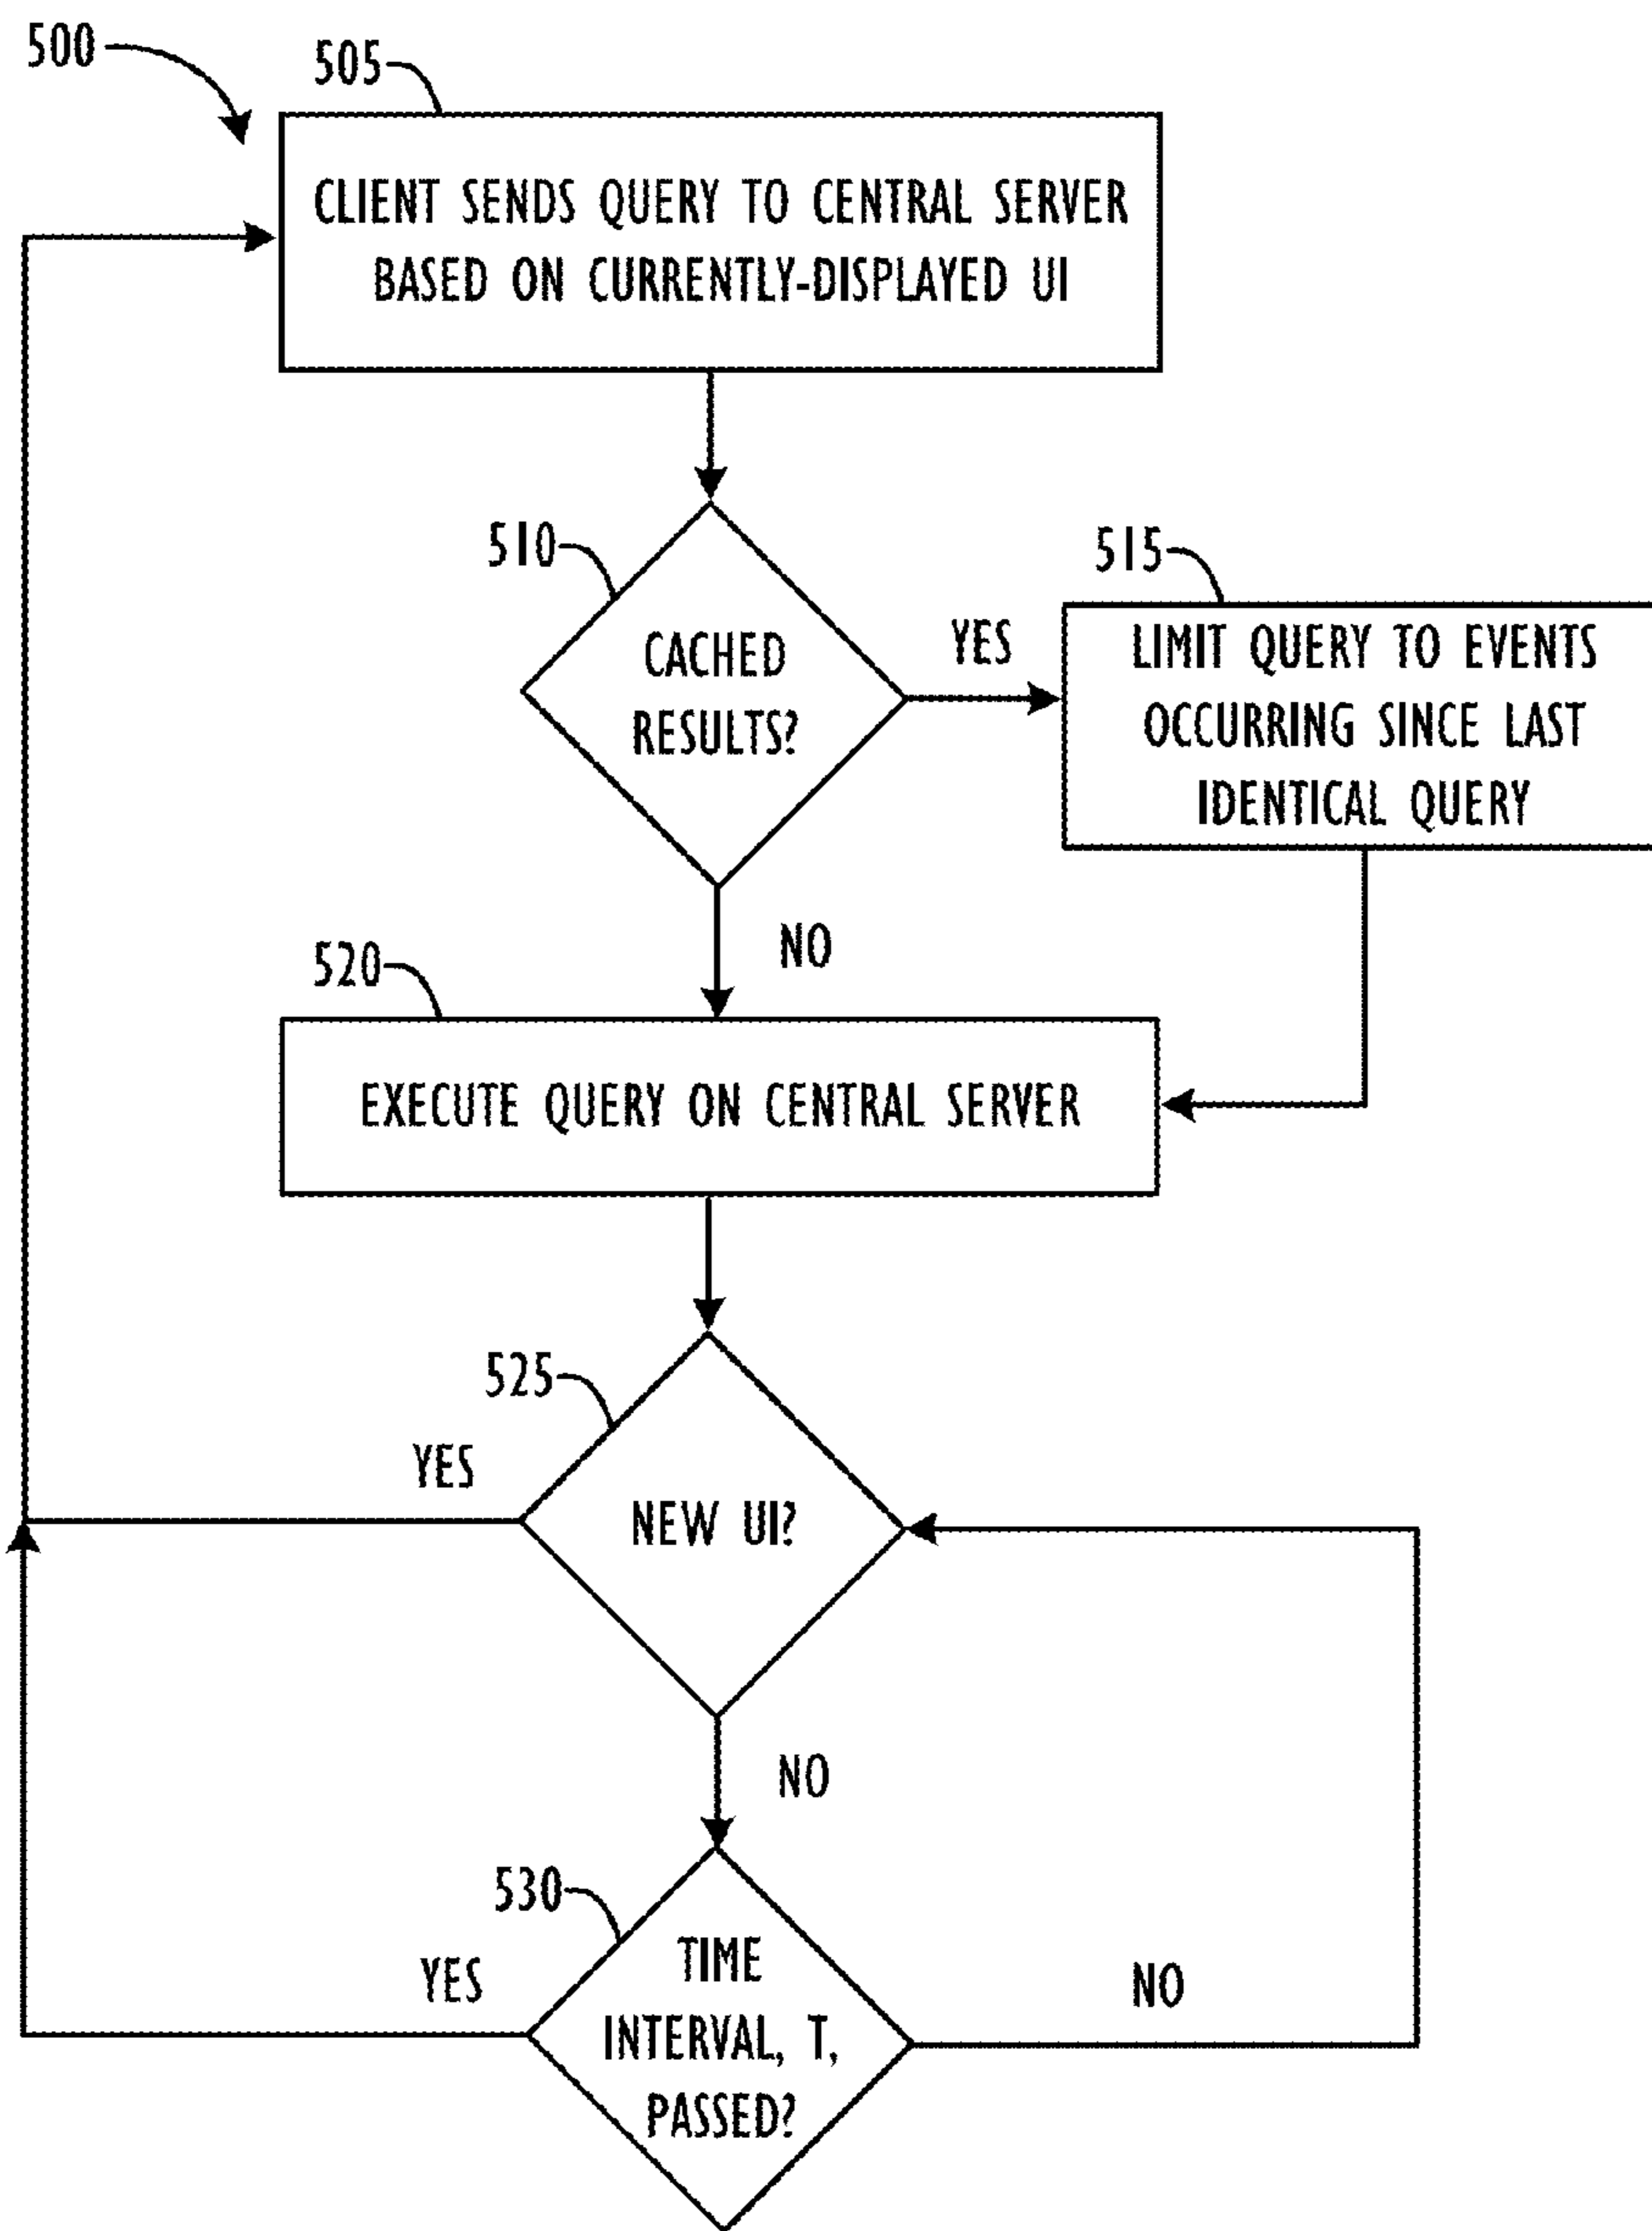 500
505
CLIENT SENDS QUERY TO CENTRAL SERVER
BASED ON CURRENTLY-DISPLAYED UI
510
CACHED
RESULTS?
YES
515
LIMIT QUERY TO EVENTS
OCCURRING SINCE LAST
IDENTICAL QUERY
NO
520
EXECUTE QUERY ON CENTRAL SERVER
525
YES
NEW UI?
NO
530
YES
TIME
INTERVAL, T,
PASSED?
NO